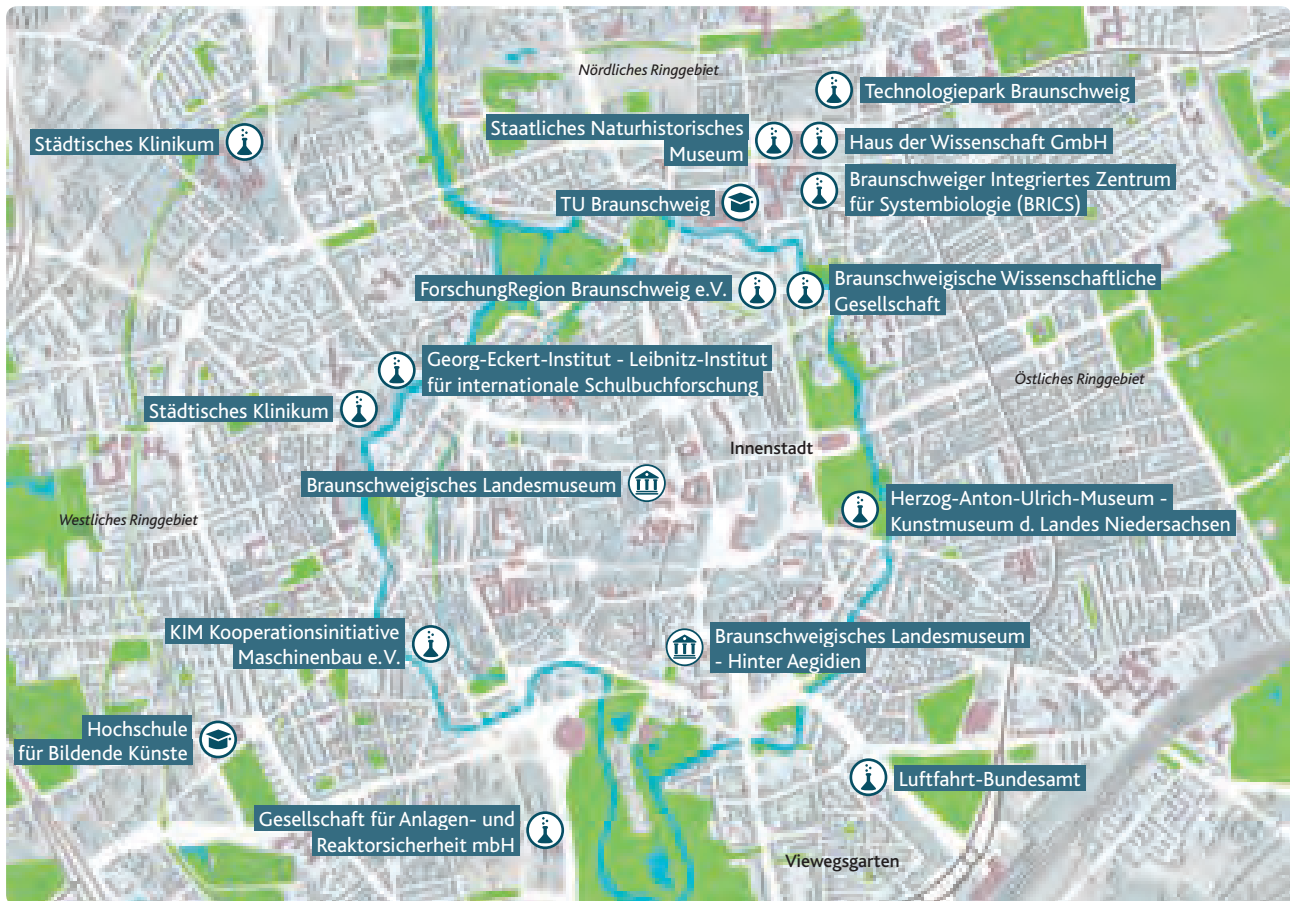 Nördliches Ringgebiet
Technologiepark Braunschweig
Staatliches Naturhistorisches
Museum
Haus der Wissenschaft GmbH
Städtisches Klinikum
Braunschweiger Integriertes Zentrum
für Systembiologie (BRICS)
TU Braunschweig
ForschungRegion Braunschweig e.V.
Braunschweigische Wissenschaftliche
Gesellschaft
Georg-Eckert-Institut - Leibnitz-Institut
für internationale Schulbuchforschung
Östliches Ringgebiet
Städtisches Klinikum
Innenstadt
Braunschweigisches Landesmuseum
Herzog-Anton-Ulrich-Museum -
Kunstmuseum d. Landes Niedersachsen
Westliches Ringgebiet
KIM Kooperationsinitiative
Maschinenbau e.V.
Braunschweigisches Landesmuseum
- Hinter Aegidien
Hochschule
für Bildende Künste
Luftfahrt-Bundesamt
Gesellschaft für Anlagen- und
Reaktorsicherheit mbH
Viewegsgarten